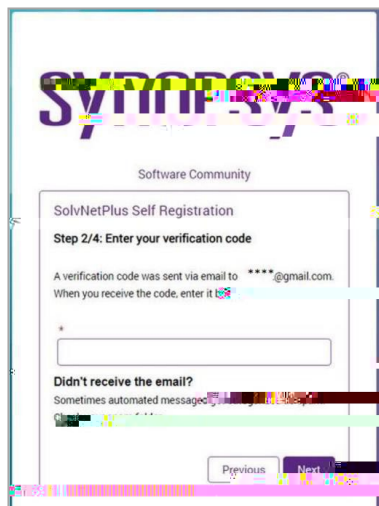 SYNOPSYS®
Software Community
SolvNetPlus Self Registration
Step 2/4: Enter your verification code
A verification code was sent via email to ****.@gmail.com.
When you receive the code, enter it
*
Didn't receive the email?
Sometimes automated messages
Previous
Next